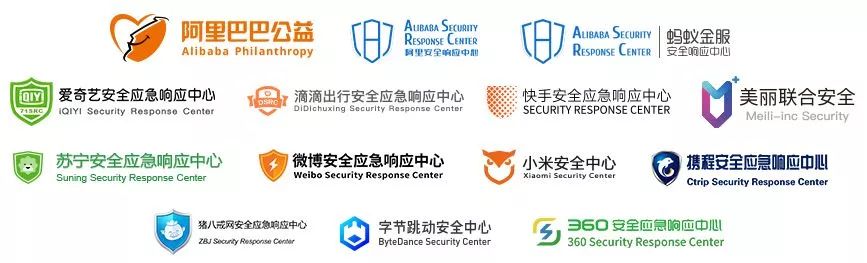 阿里巴巴公益
Alibaba Philanthropy
ALIBABA SECURITY
RESPONSE CENTER
阿里安全响应中心
ALIBABA SECURITY
RESPONSE CENTER
蚂蚁金服
安全响应中心
iQIYI
71SRC
爱奇艺安全应急响应中心
iQIYI Security Response Center
DSRC
滴滴出行安全应急响应中心
DiDichuxing Security Response Center
快手安全应急响应中心
SECURITY RESPONSE CENTER
美丽联合安全
Meili-inc Security
苏宁安全应急响应中心
Suning Security Response Center
微博安全应急响应中心
Weibo Security Response Center
小米安全中心
Xiaomi Security Center
携程安全应急响应中心
Ctrip Security Response Center
猪八戒网安全应急响应中心
ZBJ Security Response Center
字节跳动安全中心
ByteDance Security Center
360安全应急响应中心
360 Security Response Center